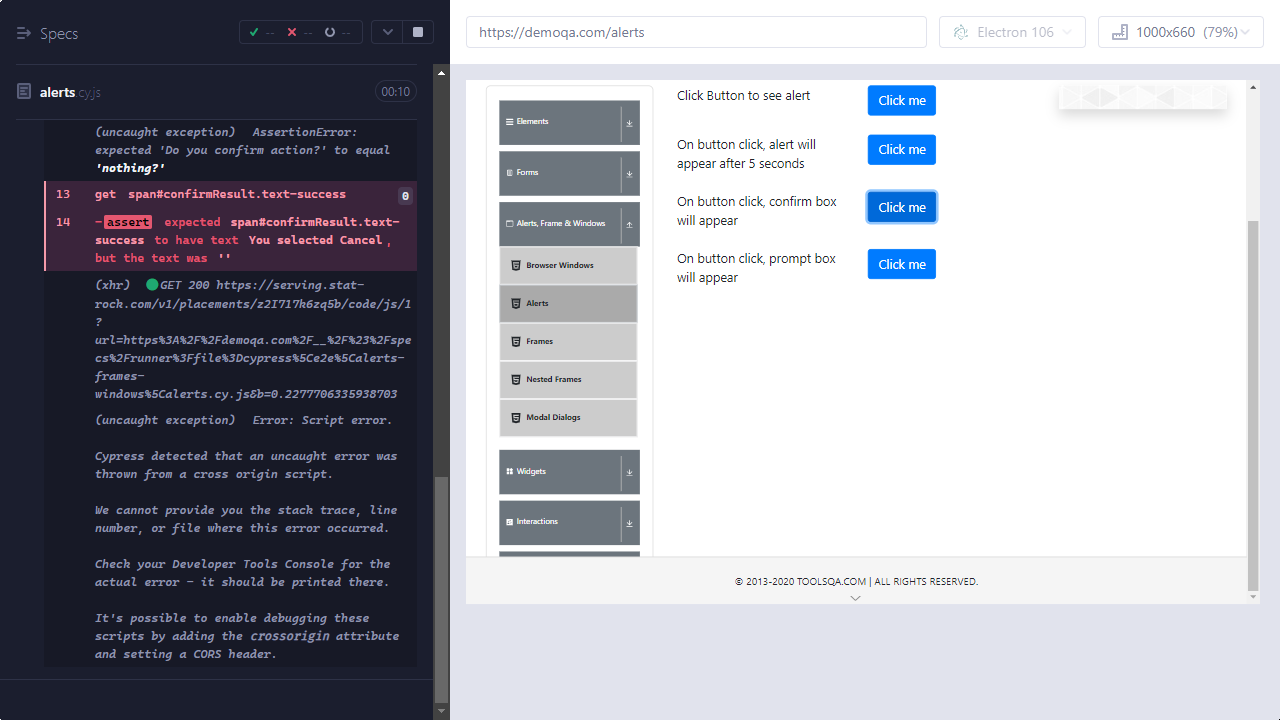 Specs
--
--
--
https://demoqa.com/alerts
Electron 106
1000x660 (79%)
alerts.cy.js
00:10
(uncaught exception) AssertionError:
expected 'Do you confirm action?' to equal
'nothing?'
13 get span#confirmResult.text-success 0
14 -assert expected span#confirmResult.text-
success to have text You selected Cancel,
but the text was ''
(xhr) GET 200 https://serving.stat-
rock.com/v1/placements/z2I717k6zq5b/code/js/1
?
url=https%3A%2F%2Fdemoqa.com%2F__%2F%23%2Fspe
cs%2Frunner%3Ffile%3Dcypress%5Ce2e%5Calerts-
frames-
windows%5Calerts.cy.js&b=0.2277706335938703
(uncaught exception) Error: Script error.
Cypress detected that an uncaught error was
thrown from a cross origin script.
We cannot provide you the stack trace, line
number, or file where this error occurred.
Check your Developer Tools Console for the
actual error - it should be printed there.
It's possible to enable debugging these
scripts by adding the crossorigin attribute
and setting a CORS header.
Elements
Forms
Alerts, Frame & Windows
Browser Windows
Alerts
Frames
Nested Frames
Modal Dialogs
Widgets
Interactions
Click Button to see alert
Click me
On button click, alert will
appear after 5 seconds
Click me
On button click, confirm box
will appear
Click me
On button click, prompt box
will appear
Click me
© 2013-2020 TOOLSQA.COM | ALL RIGHTS RESERVED.